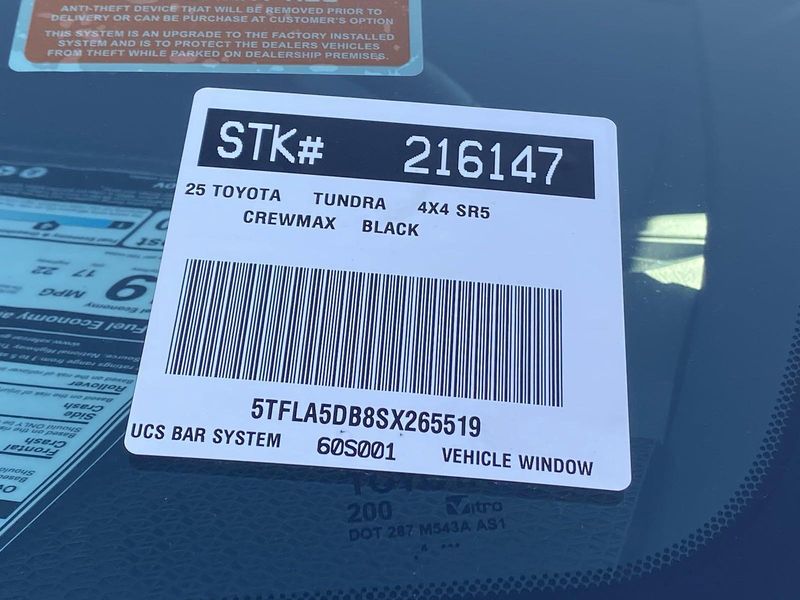 ANTI-THEFT DEVICE THAT WILL BE REMOVED PRIOR TO
DELIVERY OR CAN BE PURCHASE AT CUSTOMER'S OPTION
THIS SYSTEM IS AN UPGRADE TO THE FACTORY INSTALLED
SYSTEM AND IS TO PROTECT THE DEALERS VEHICLES
FROM THEFT WHILE PARKED ON DEALERSHIP PREMISES.
STK# 216147
25 TOYOTA TUNDRA 4X4 SR5
CREWMAX BLACK
5TFLA5DB8SX265519
UCS BAR SYSTEM 60S001 VEHICLE WINDOW
200 Vitro
DOT 287 M543A AS1
MPG 17 22
Fuel Economy
Rollover
Side
Crash
Frontal
Crash